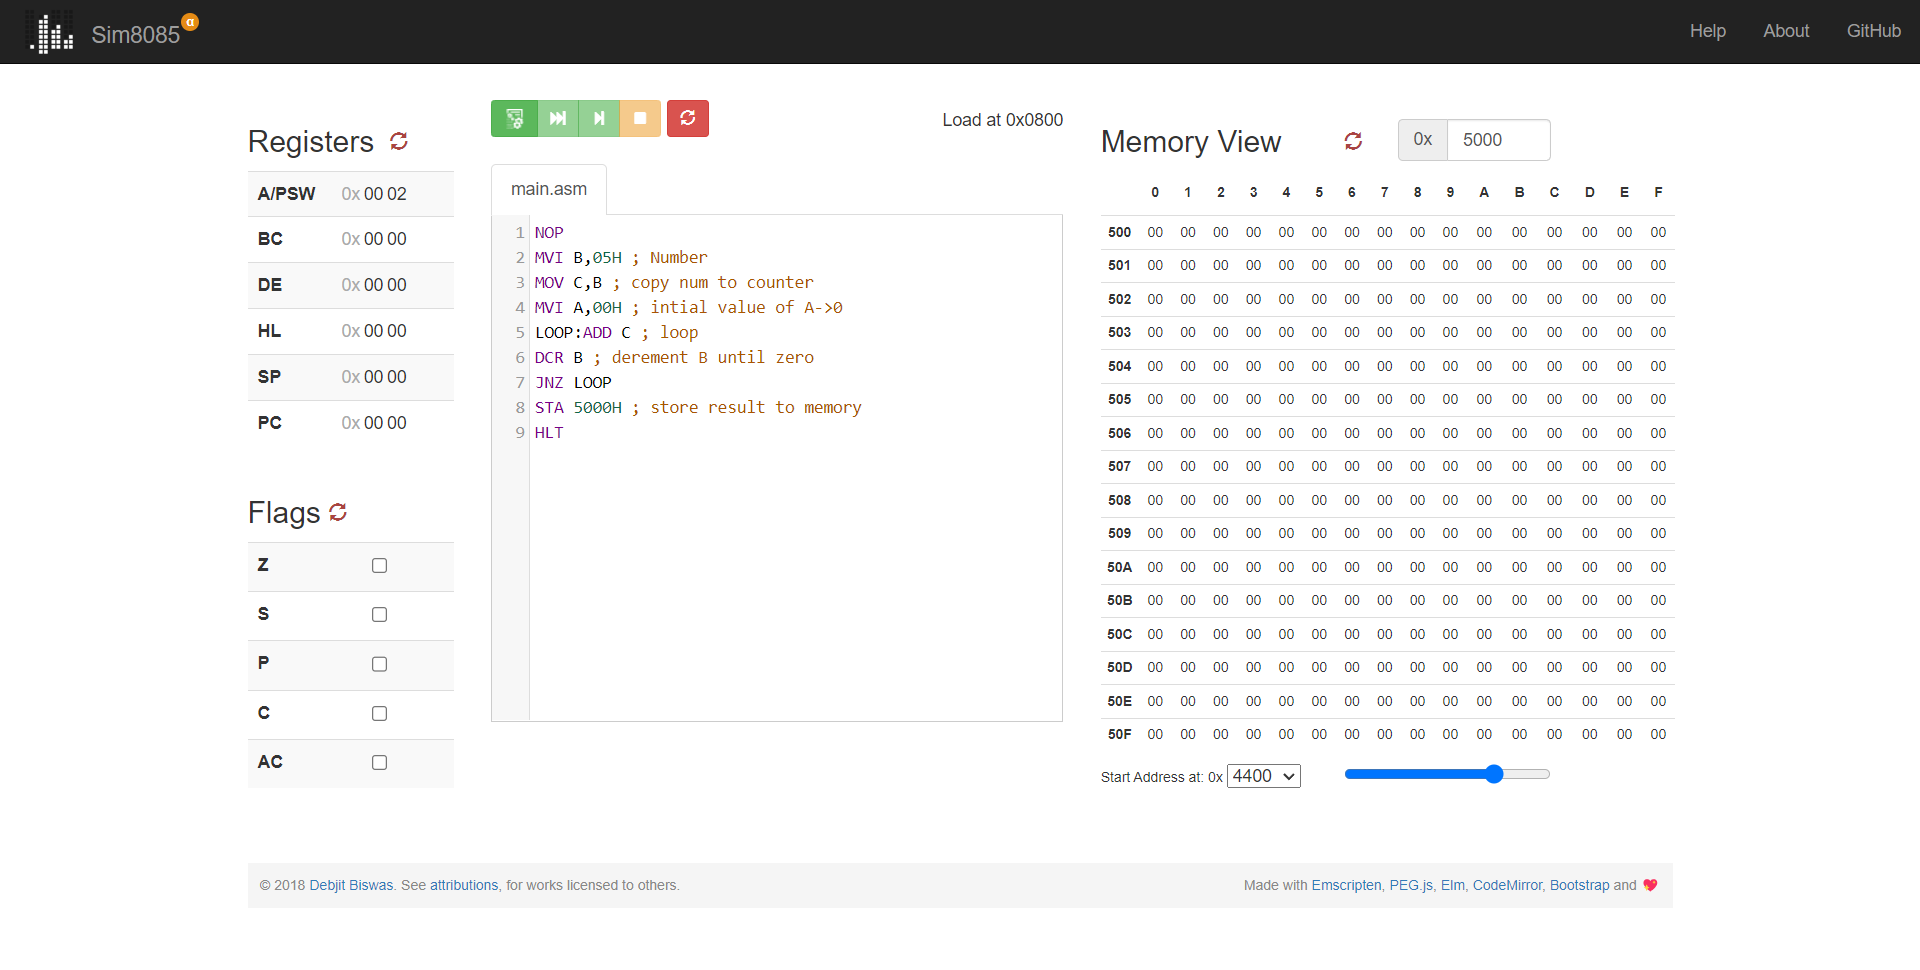 Sim8085 α
Help About GitHub
Load at 0x0800
Registers
A/PSW 0x 00 02
BC 0x 00 00
DE 0x 00 00
HL 0x 00 00
SP 0x 00 00
PC 0x 00 00
Flags
Z
S
P
C
AC
main.asm
1 NOP
2 MVI B,05H ; Number
3 MOV C,B ; copy num to counter
4 MVI A,00H ; intial value of A->0
5 LOOP:ADD C ; loop
6 DCR B ; derement B until zero
7 JNZ LOOP
8 STA 5000H ; store result to memory
9 HLT
Memory View 0x 5000
0 1 2 3 4 5 6 7 8 9 A B C D E F
500 00 00 00 00 00 00 00 00 00 00 00 00 00 00 00 00
501 00 00 00 00 00 00 00 00 00 00 00 00 00 00 00 00
502 00 00 00 00 00 00 00 00 00 00 00 00 00 00 00 00
503 00 00 00 00 00 00 00 00 00 00 00 00 00 00 00 00
504 00 00 00 00 00 00 00 00 00 00 00 00 00 00 00 00
505 00 00 00 00 00 00 00 00 00 00 00 00 00 00 00 00
506 00 00 00 00 00 00 00 00 00 00 00 00 00 00 00 00
507 00 00 00 00 00 00 00 00 00 00 00 00 00 00 00 00
508 00 00 00 00 00 00 00 00 00 00 00 00 00 00 00 00
509 00 00 00 00 00 00 00 00 00 00 00 00 00 00 00 00
50A 00 00 00 00 00 00 00 00 00 00 00 00 00 00 00 00
50B 00 00 00 00 00 00 00 00 00 00 00 00 00 00 00 00
50C 00 00 00 00 00 00 00 00 00 00 00 00 00 00 00 00
50D 00 00 00 00 00 00 00 00 00 00 00 00 00 00 00 00
50E 00 00 00 00 00 00 00 00 00 00 00 00 00 00 00 00
50F 00 00 00 00 00 00 00 00 00 00 00 00 00 00 00 00
Start Address at: 0x 4400
© 2018 Debjit Biswas. See attributions, for works licensed to others.
Made with Emscripten, PEG.js, Elm, CodeMirror, Bootstrap and 💖